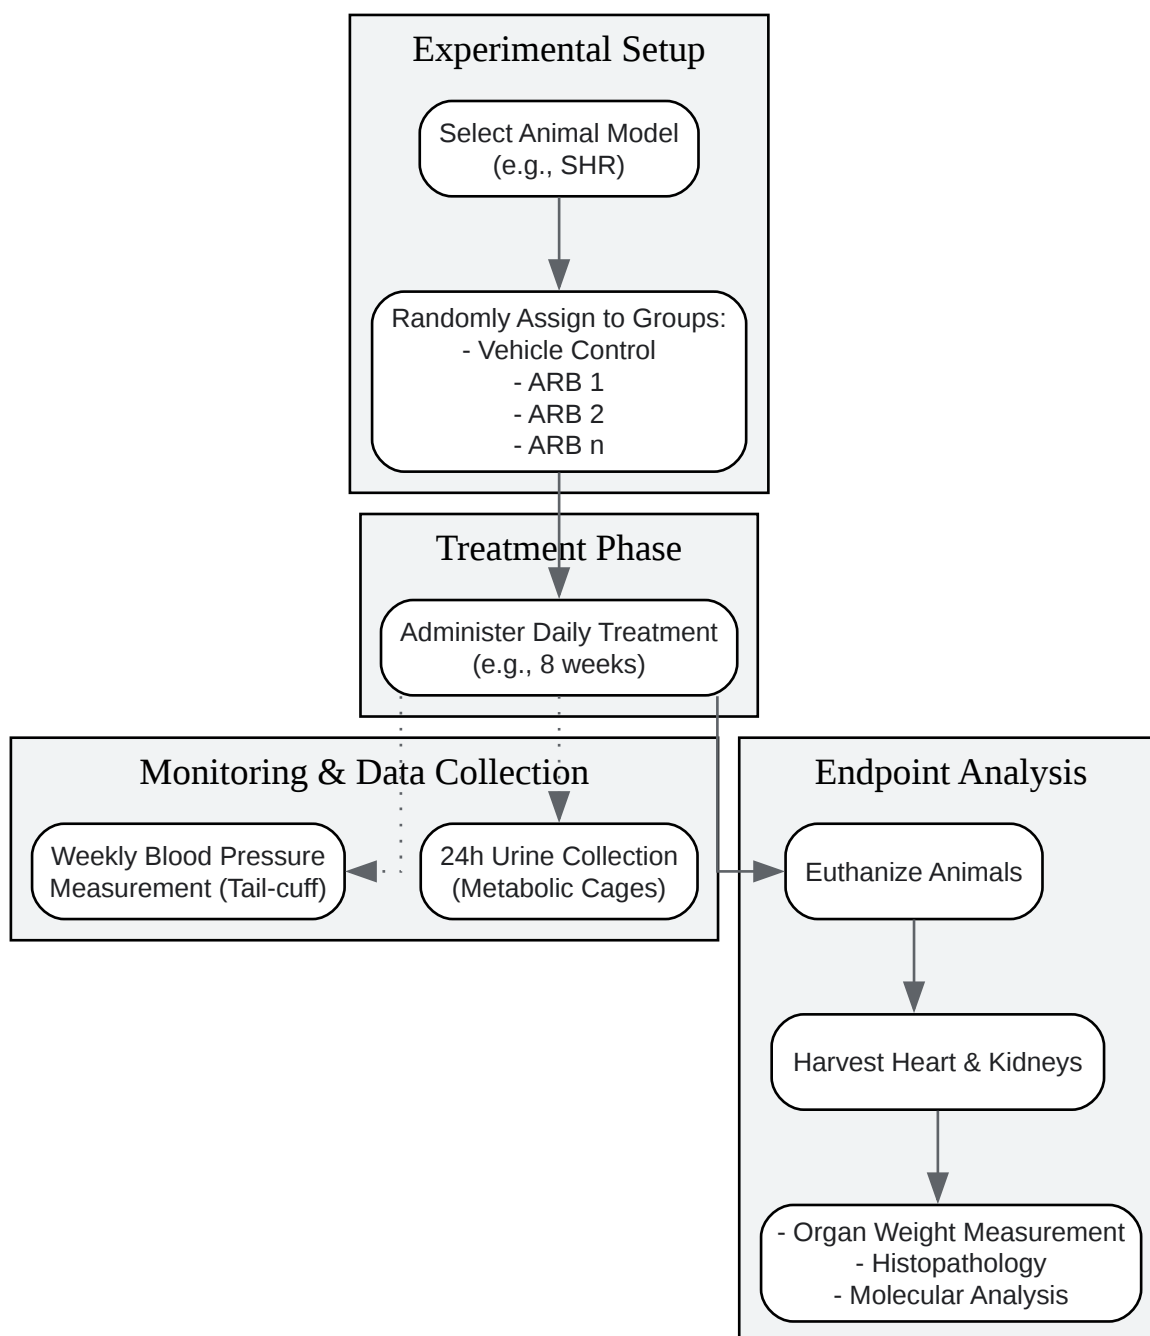 Experimental Setup
Select Animal Model
(e.g., SHR)
Randomly Assign to Groups:
- Vehicle Control
- ARB 1
- ARB 2
- ARB n
Treatment Phase
Administer Daily Treatment
(e.g., 8 weeks)
Monitoring & Data Collection
Weekly Blood Pressure
Measurement (Tail-cuff)
24h Urine Collection
(Metabolic Cages)
Endpoint Analysis
Euthanize Animals
Harvest Heart & Kidneys
- Organ Weight Measurement
- Histopathology
- Molecular Analysis